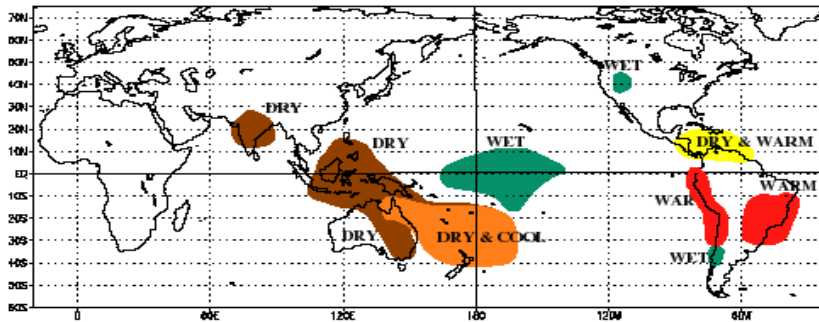 70N
60N
50N
40N
30N
20N
10N
EQ
10S
20S
30S
40S
50S
60S
WET
DRY
DRY
WET
DRY & WARM
WARM
WAR
DRY
DRY & COOL
WET
0
60E
120E
180
120W
60W